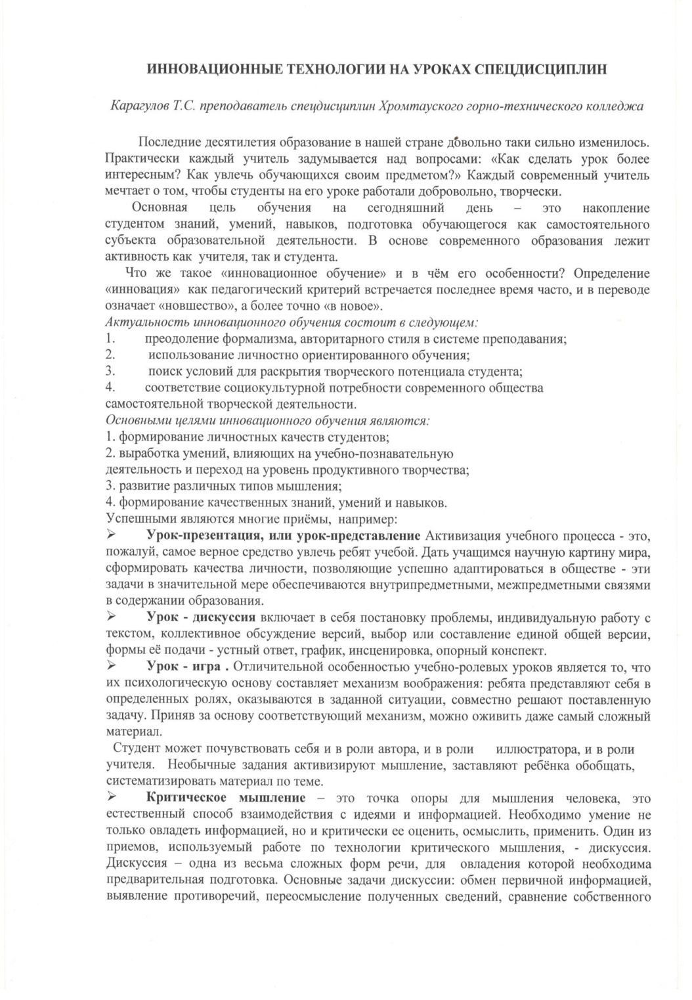 ИННОВАЦИОННЫЕ ТЕХНОЛОГИИ НА УРОКАХ СПЕЦДИСЦИПЛИН
Карагулов Т.С. преподаватель спецдисциплин Хромтауского горно-технического колледжа
Последние десятилетия образование в нашей стране довольно таки сильно изменилось.
Практически каждый учитель задумывается над вопросами: «Как сделать урок более
интересным? Как увлечь обучающихся своим предметом?» Каждый современный учитель
мечтает о том, чтобы студенты на его уроке работали добровольно, творчески.
Основная цель обучения на сегодняшний день – это накопление
студентом знаний, умений, навыков, подготовка обучающегося как самостоятельного
субъекта образовательной деятельности. В основе современного образования лежит
активность как учителя, так и студента.
Что же такое «инновационное обучение» и в чём его особенности? Определение
«инновация» как педагогический критерий встречается последнее время часто, и в переводе
означает «новшество», а более точно «в новое».
Актуальность инновационного обучения состоит в следующем:
1. преодоление формализма, авторитарного стиля в системе преподавания;
2. использование личностно ориентированного обучения;
3. поиск условий для раскрытия творческого потенциала студента;
4. соответствие социокультурной потребности современного общества
самостоятельной творческой деятельности.
Основными целями инновационного обучения являются:
1. формирование личностных качеств студентов;
2. выработка умений, влияющих на учебно-познавательную
деятельность и переход на уровень продуктивного творчества;
3. развитие различных типов мышления;
4. формирование качественных знаний, умений и навыков.
Успешными являются многие приёмы, например:
➢ Урок-презентация, или урок-представление Активизация учебного процесса - это,
пожалуй, самое верное средство увлечь ребят учебой. Дать учащимся научную картину мира,
сформировать качества личности, позволяющие успешно адаптироваться в обществе - эти
задачи в значительной мере обеспечиваются внутрипредметными, межпредметными связями
в содержании образования.
➢ Урок - дискуссия включает в себя постановку проблемы, индивидуальную работу с
текстом, коллективное обсуждение версий, выбор или составление единой общей версии,
формы её подачи - устный ответ, график, инсценировка, опорный конспект.
➢ Урок - игра . Отличительной особенностью учебно-ролевых уроков является то, что
их психологическую основу составляет механизм воображения: ребята представляют себя в
определенных ролях, оказываются в заданной ситуации, совместно решают поставленную
задачу. Приняв за основу соответствующий механизм, можно оживить даже самый сложный
материал.
Студент может почувствовать себя и в роли автора, и в роли иллюстратора, и в роли
учителя. Необычные задания активизируют мышление, заставляют ребёнка обобщать,
систематизировать материал по теме.
➢ Критическое мышление – это точка опоры для мышления человека, это
естественный способ взаимодействия с идеями и информацией. Необходимо умение не
только овладеть информацией, но и критически ее оценить, осмыслить, применить. Один из
приемов, используемый работе по технологии критического мышления, - дискуссия.
Дискуссия – одна из весьма сложных форм речи, для овладения которой необходима
предварительная подготовка. Основные задачи дискуссии: обмен первичной информацией,
выявление противоречий, переосмысление полученных сведений, сравнение собственного